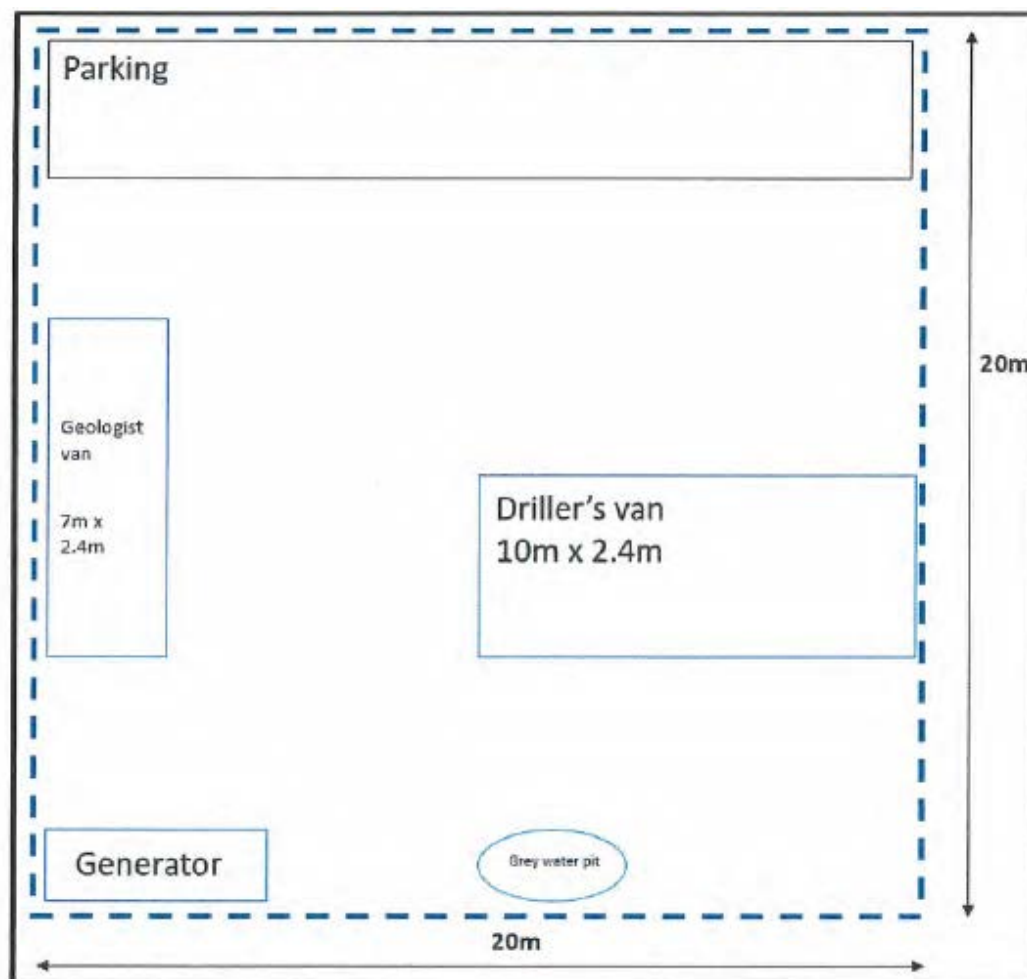 Parking
20m
Geologist
van
7m x
2.4m
Driller's van
10m x 2.4m
Generator
Grey water pit
20m